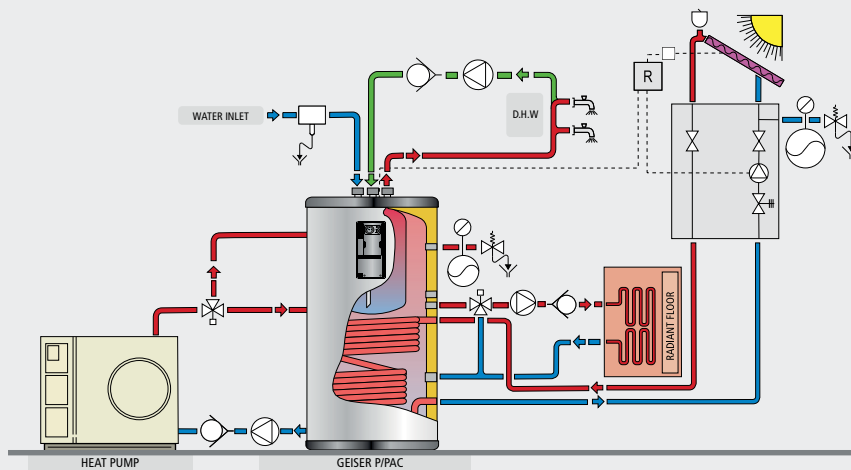 R
WATER INLET
D.H.W
RADIANT FLOOR
HEAT PUMP
GEISER P/PAC